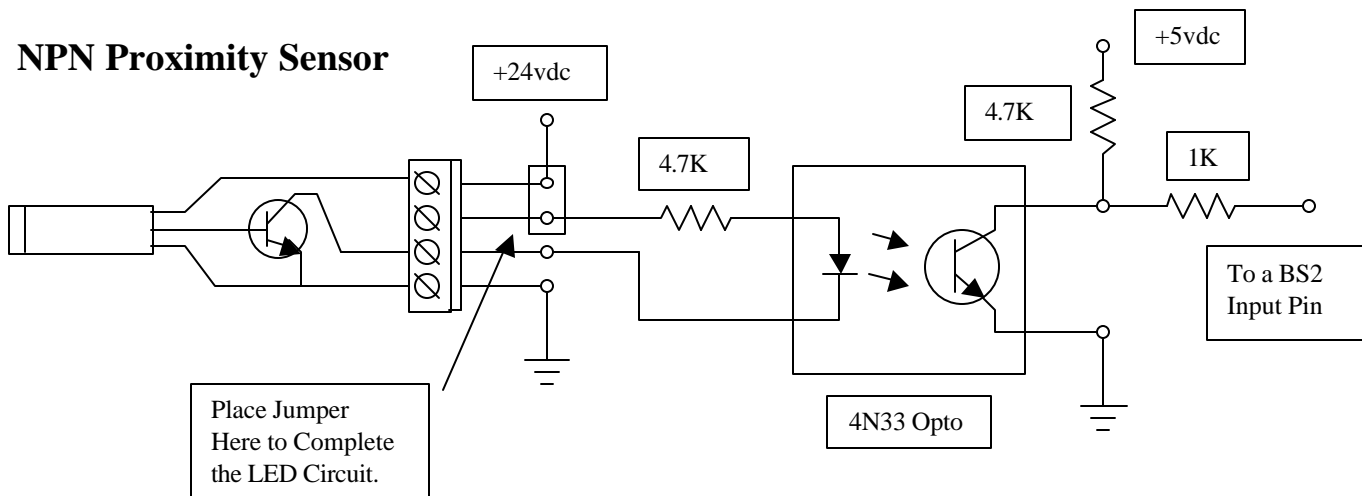 NPN Proximity Sensor
+24vdc
+5vdc
4.7K
4.7K
1K
To a BS2
Input Pin
4N33 Opto
Place Jumper
Here to Complete
the LED Circuit.